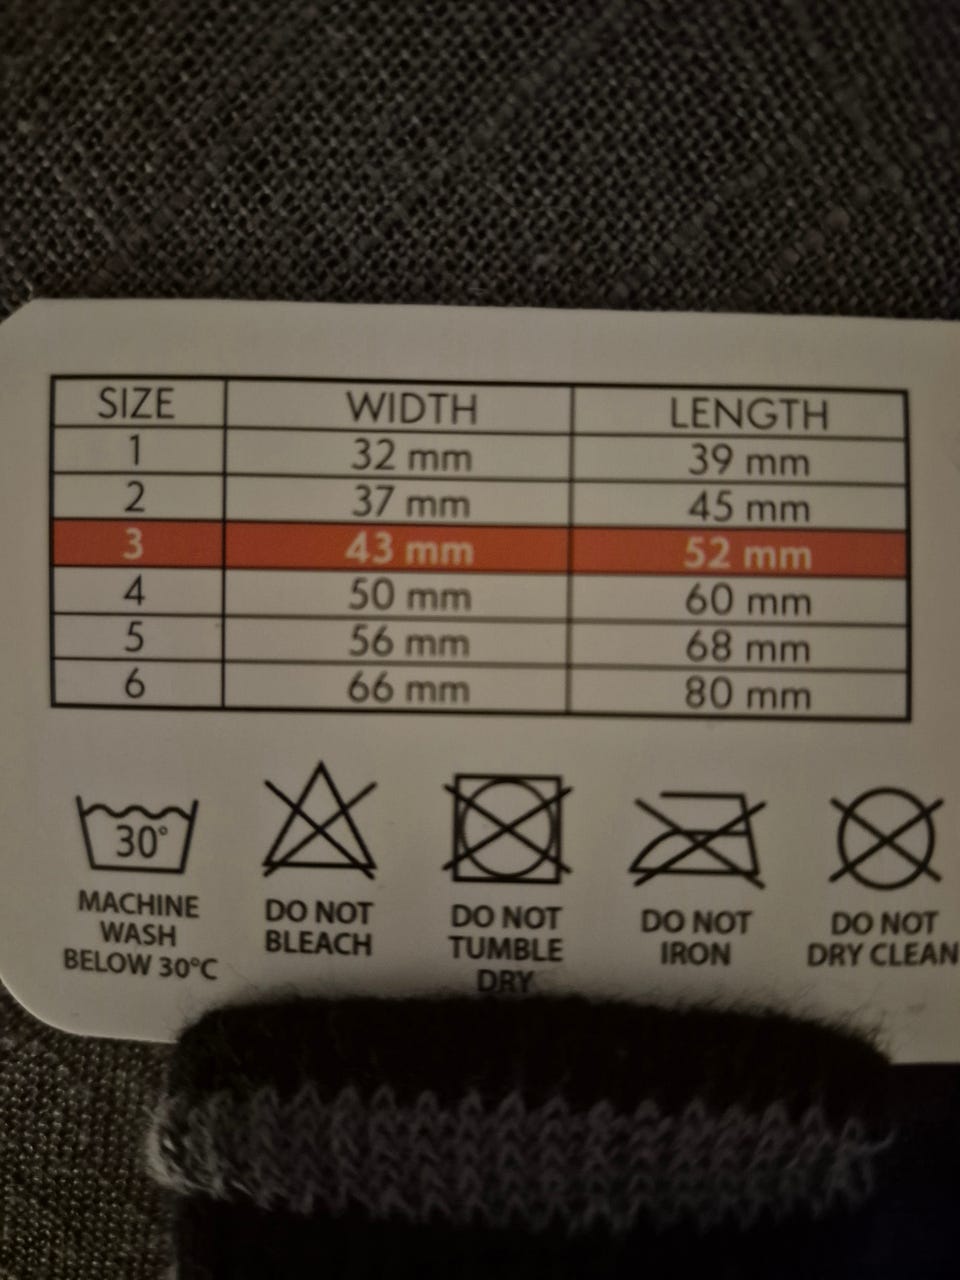 SIZE WIDTH LENGTH
1 32 mm 39 mm
2 37 mm 45 mm
3 43 mm 52 mm
4 50 mm 60 mm
5 56 mm 68 mm
6 66 mm 80 mm
30°
MACHINE
WASH
BELOW 30°C
DO NOT
BLEACH
DO NOT
TUMBLE
DRY
DO NOT
IRON
DO NOT
DRY CLEAN